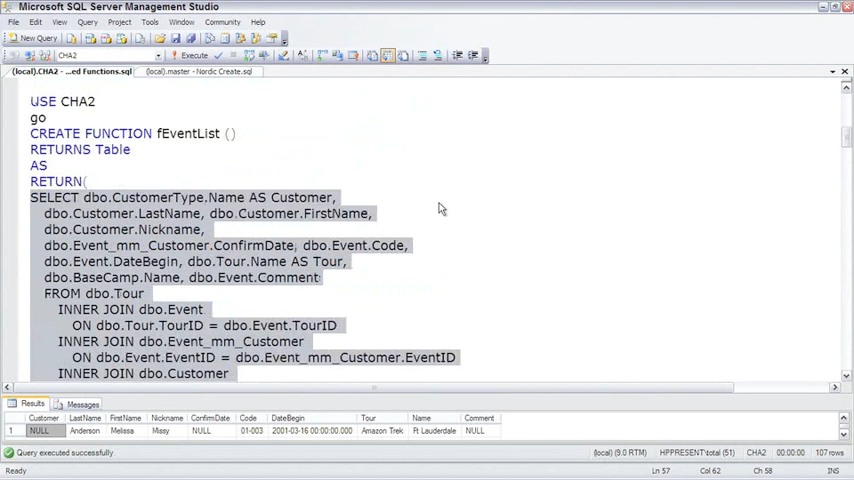 Microsoft SQL Server Management Studio
File Edit View Query Project Tools Window Community Help
New Query
CHA2 Execute
(local).CHA2 - ...ed Functions.sql (local).master - Nordic Create.sql
USE CHA2
go
CREATE FUNCTION fEventList ()
RETURNS Table
AS
RETURN(
SELECT dbo.CustomerType.Name AS Customer,
dbo.Customer.LastName, dbo.Customer.FirstName,
dbo.Customer.Nickname,
dbo.Event_mm_Customer.ConfirmDate, dbo.Event.Code,
dbo.Event.DateBegin, dbo.Tour.Name AS Tour,
dbo.BaseCamp.Name, dbo.Event.Comment
FROM dbo.Tour
INNER JOIN dbo.Event
ON dbo.Tour.TourID = dbo.Event.TourID
INNER JOIN dbo.Event_mm_Customer
ON dbo.Event.EventID = dbo.Event_mm_Customer.EventID
INNER JOIN dbo.Customer
Results Messages
Customer LastName FirstName Nickname ConfirmDate Code DateBegin Tour Name Comment
1 NULL Anderson Melissa Missy NULL 01-003 2001-03-16 00:00:00.000 Amazon Trek Ft Lauderdale NULL
Query executed successfully. (local) (9.0 RTM) HPPRESENT\total (51) CHA2 00:00:00 107 rows
Ready Ln 57 Col 62 Ch 58 INS